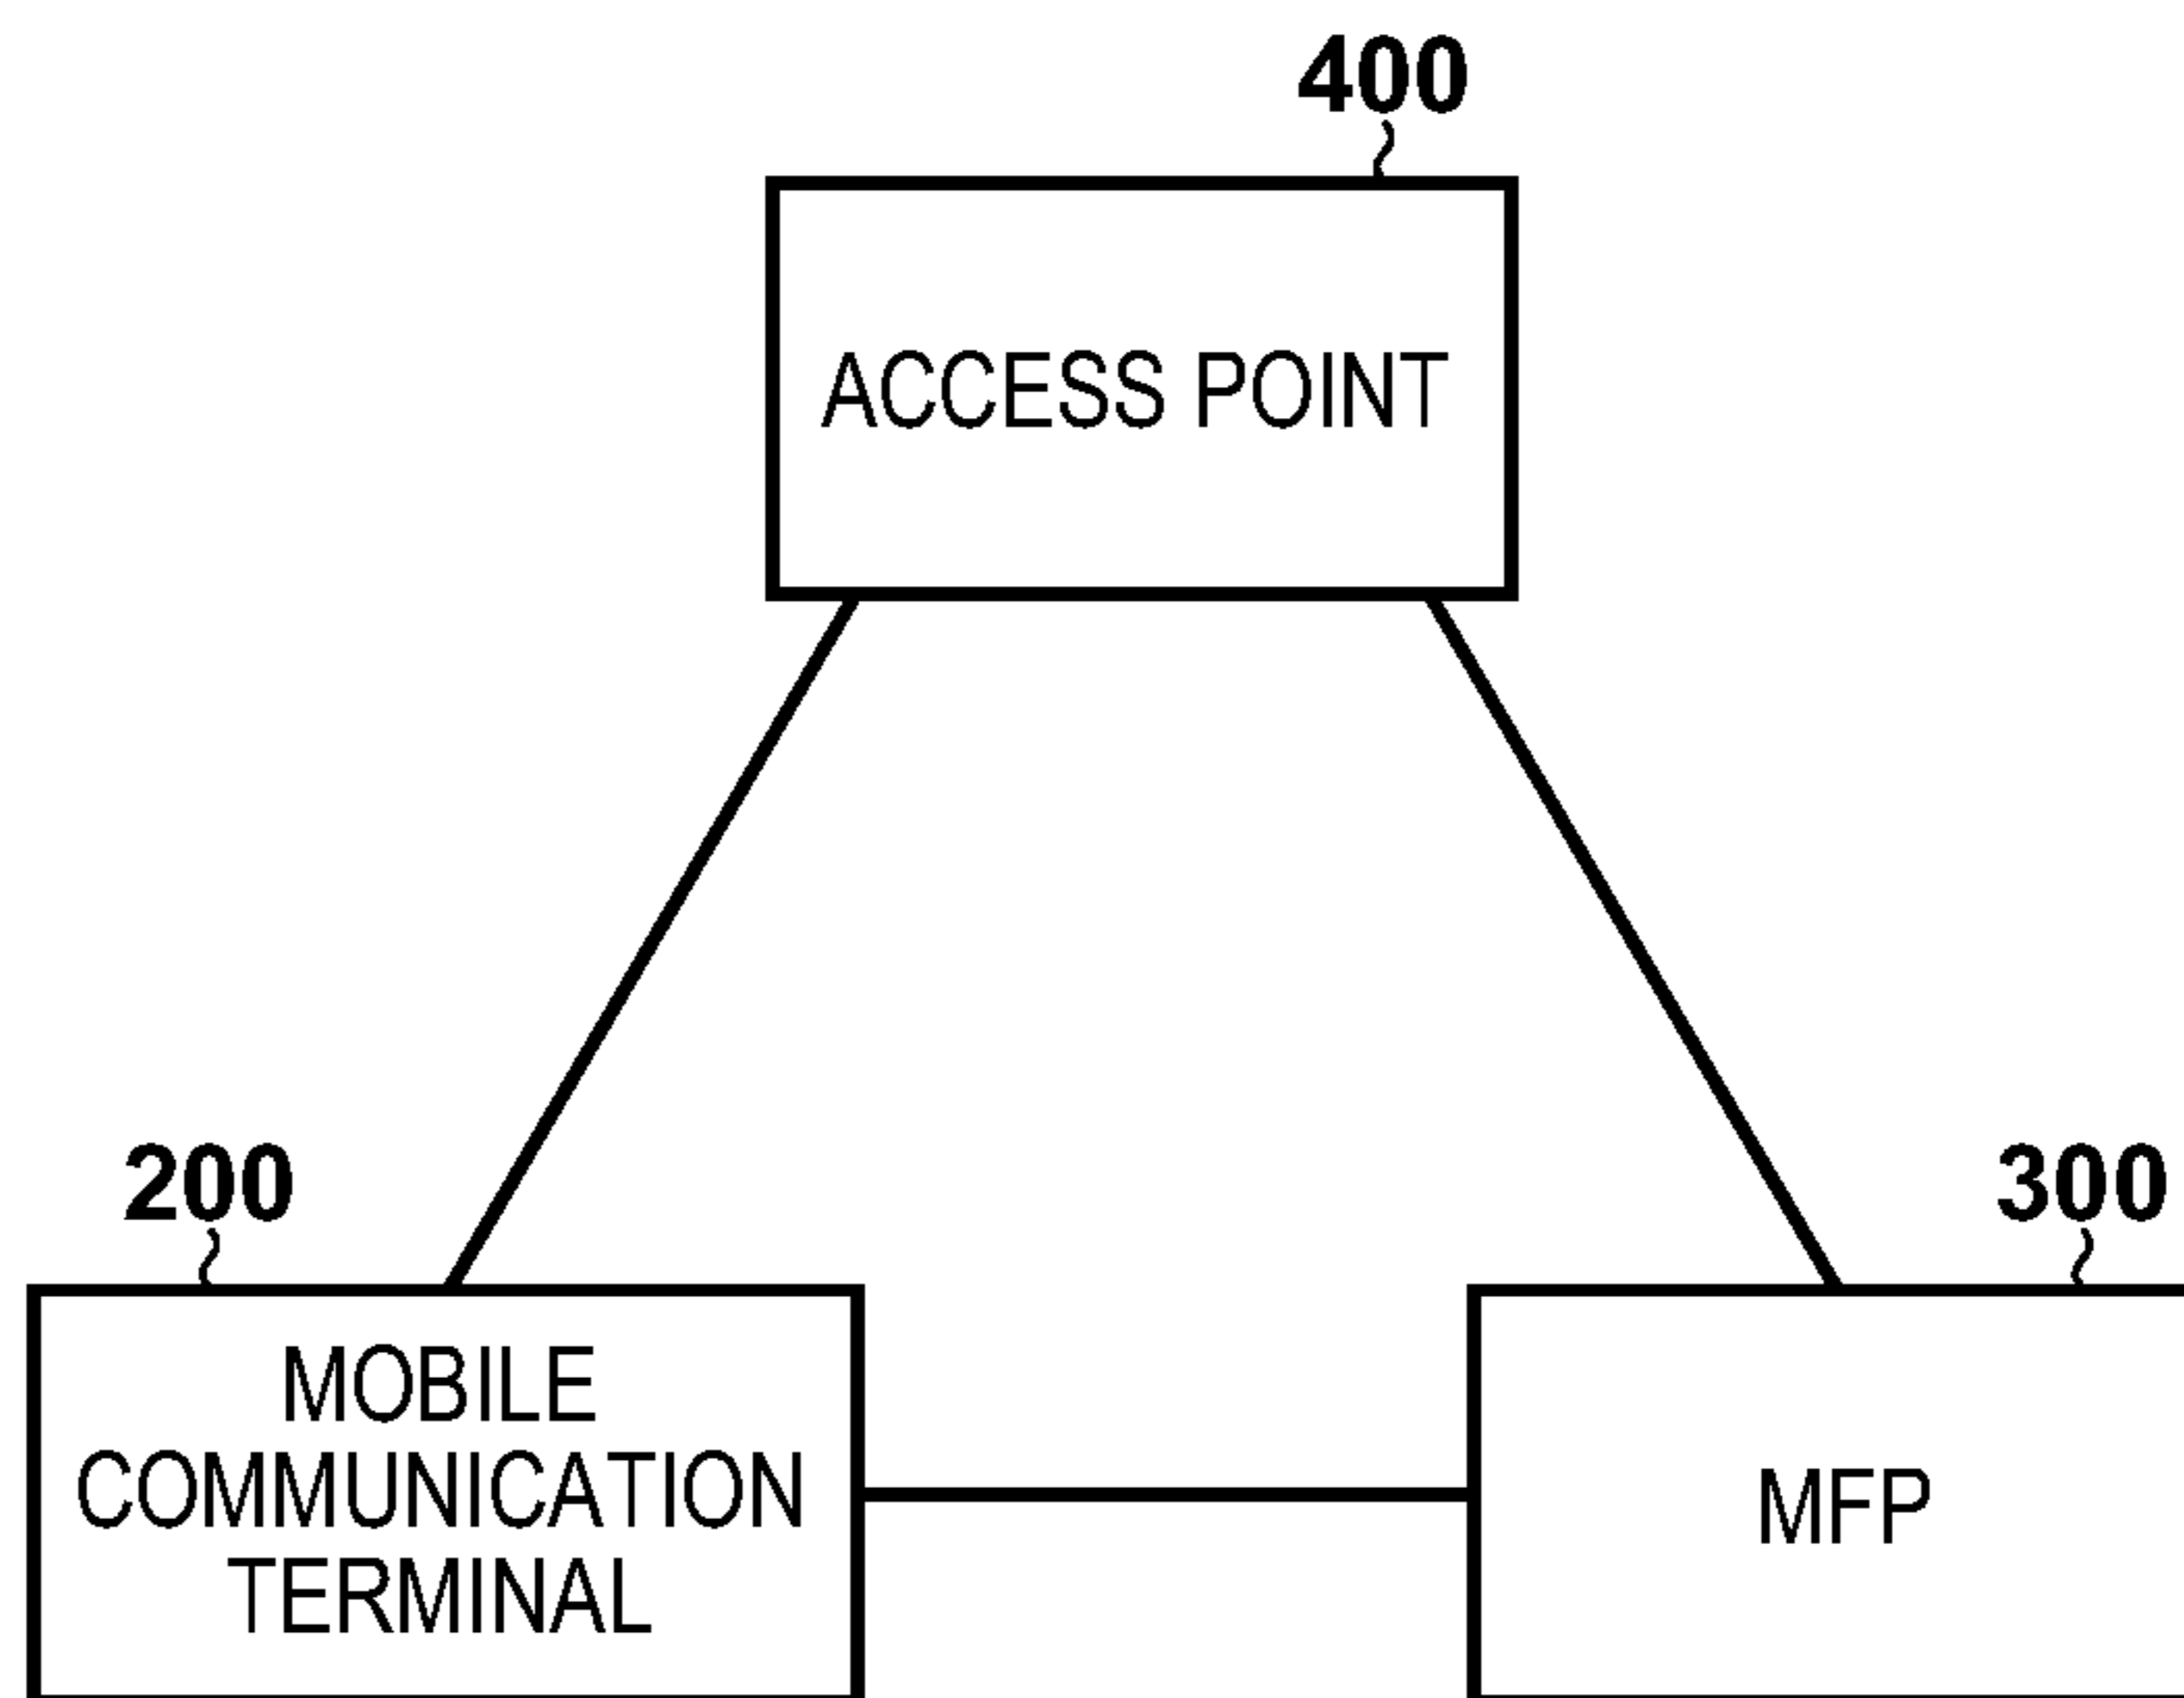 400
ACCESS POINT
200
300
MOBILE
COMMUNICATION
TERMINAL
MFP